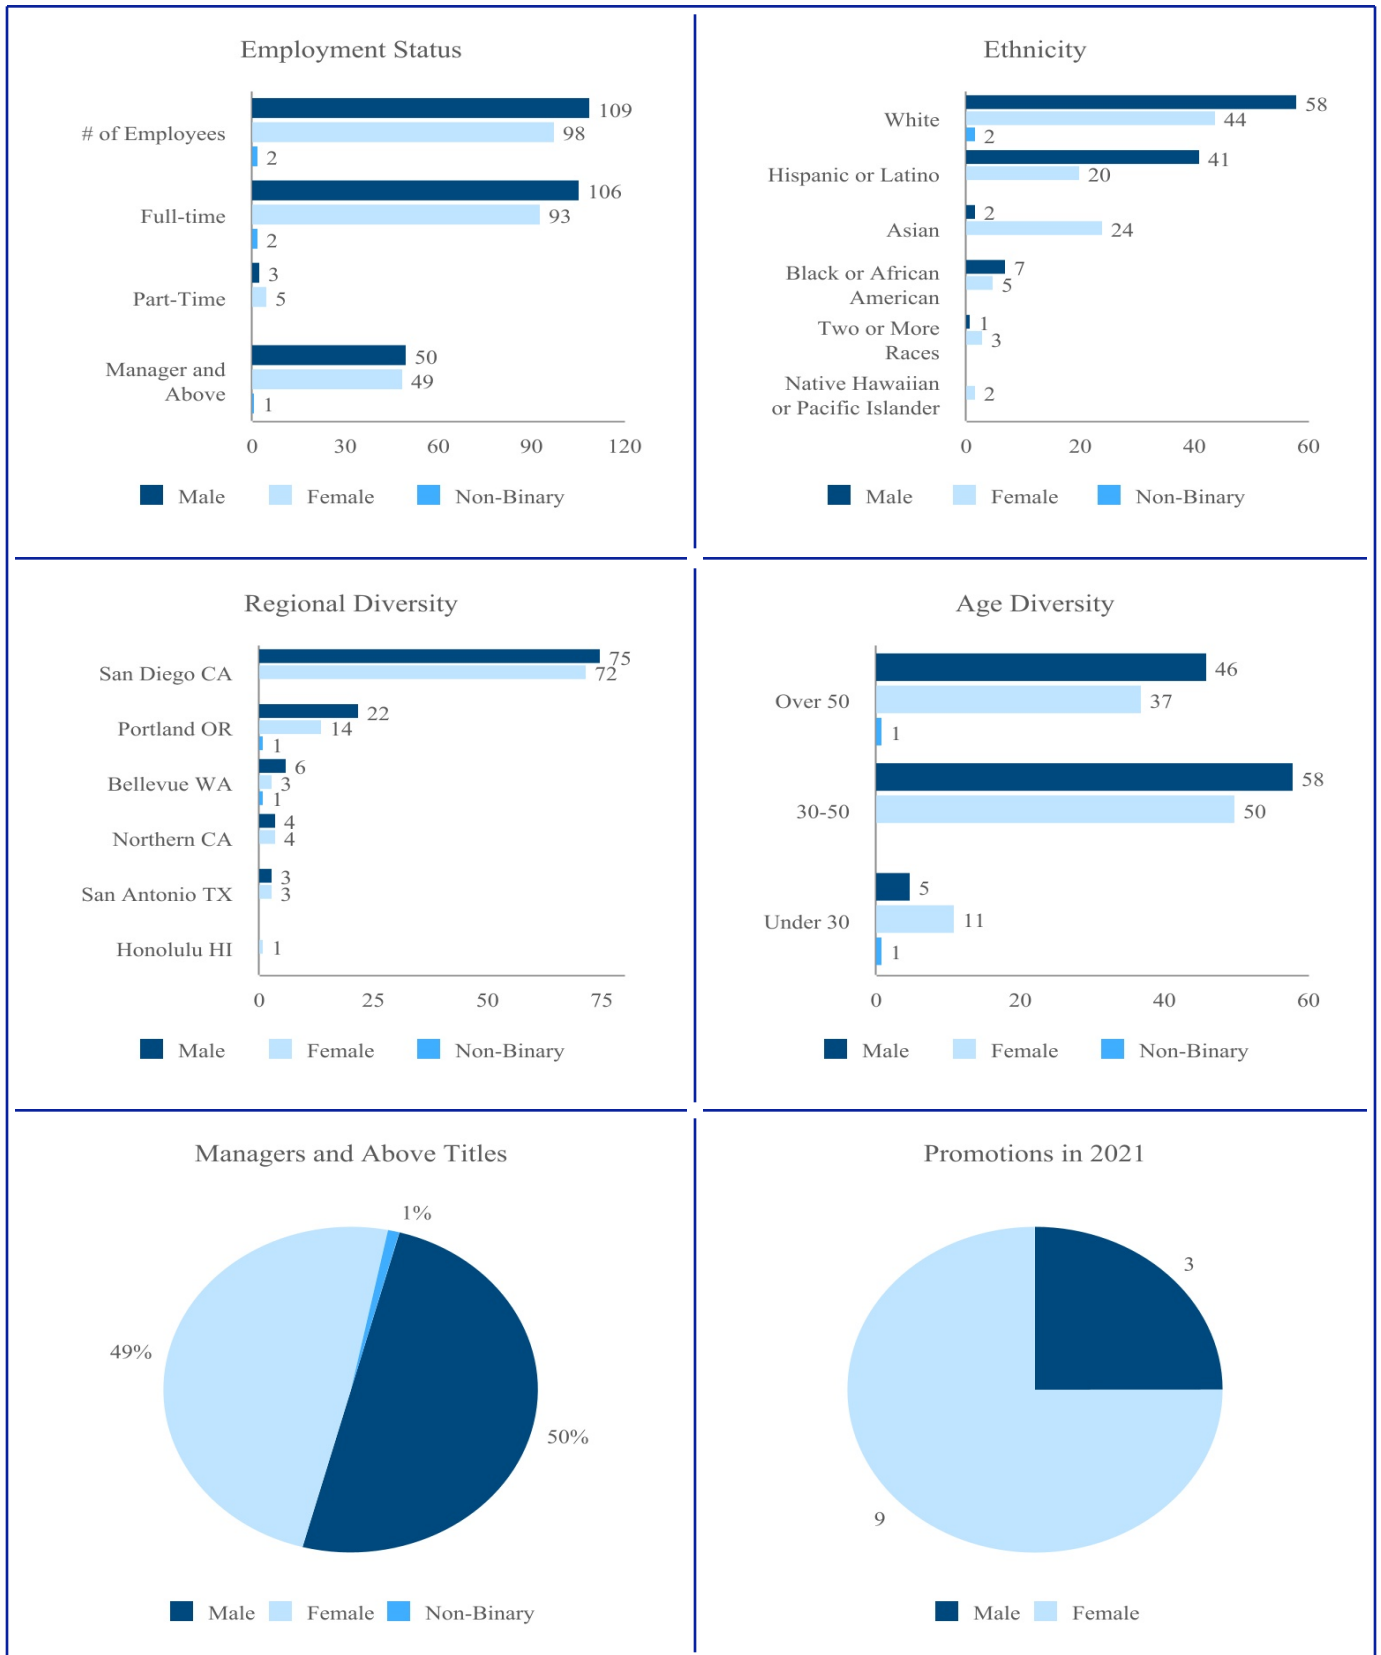 Employment Status
# of Employees
109
98
2
Full-time
106
93
2
Part-Time
3
5
Manager and
Above
50
49
1
0 30 60 90 120
Male Female Non-Binary
Ethnicity
White
58
44
2
Hispanic or Latino
41
20
Asian
2
24
Black or African
American
7
5
Two or More
Races
1
3
Native Hawaiian
or Pacific Islander
2
0 20 40 60
Male Female Non-Binary
Regional Diversity
San Diego CA
75
72
Portland OR
22
14
1
Bellevue WA
6
3
1
Northern CA
4
4
San Antonio TX
3
3
Honolulu HI
1
0 25 50 75
Male Female Non-Binary
Age Diversity
Over 50
46
37
1
30-50
58
50
Under 30
5
11
1
0 20 40 60
Male Female Non-Binary
Managers and Above Titles
1%
49%
50%
Male Female Non-Binary
Promotions in 2021
3
9
Male Female